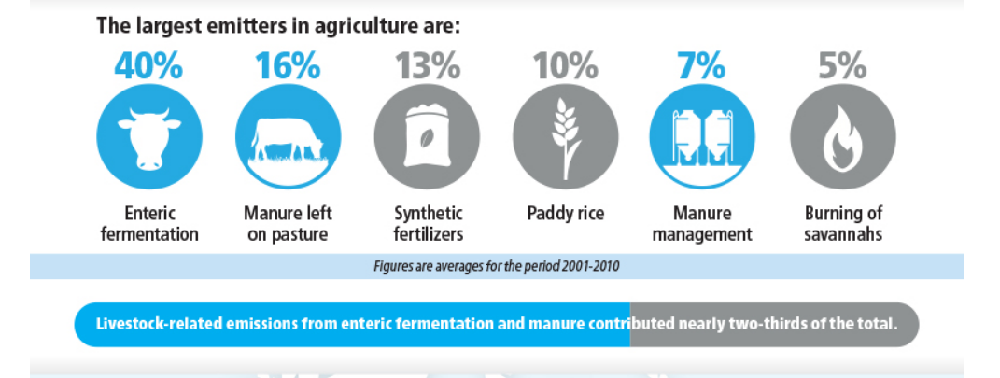 The largest emitters in agriculture are:
40% 16% 13% 10% 7% 5%
Enteric
fermentation
Manure left
on pasture
Synthetic
fertilizers
Paddy rice
Manure
management
Burning of
savannahs
Figures are averages for the period 2001-2010
Livestock-related emissions from enteric fermentation and manure contributed nearly two-thirds of the total.